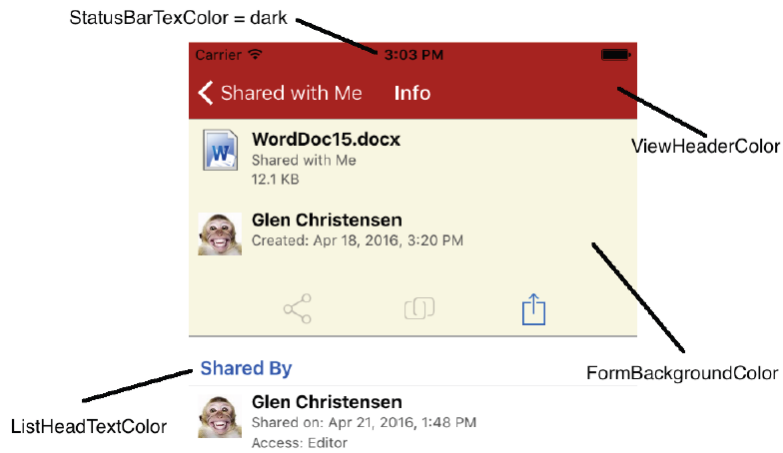 StatusBarTexColor = dark
Carrier 3:03 PM
Shared with Me Info
ViewHeaderColor
WordDoc15.docx
Shared with Me
12.1 KB
Glen Christensen
Created: Apr 18, 2016, 3:20 PM
FormBackgroundColor
Shared By
ListHeadTextColor
Glen Christensen
Shared on: Apr 21, 2016, 1:48 PM
Access: Editor